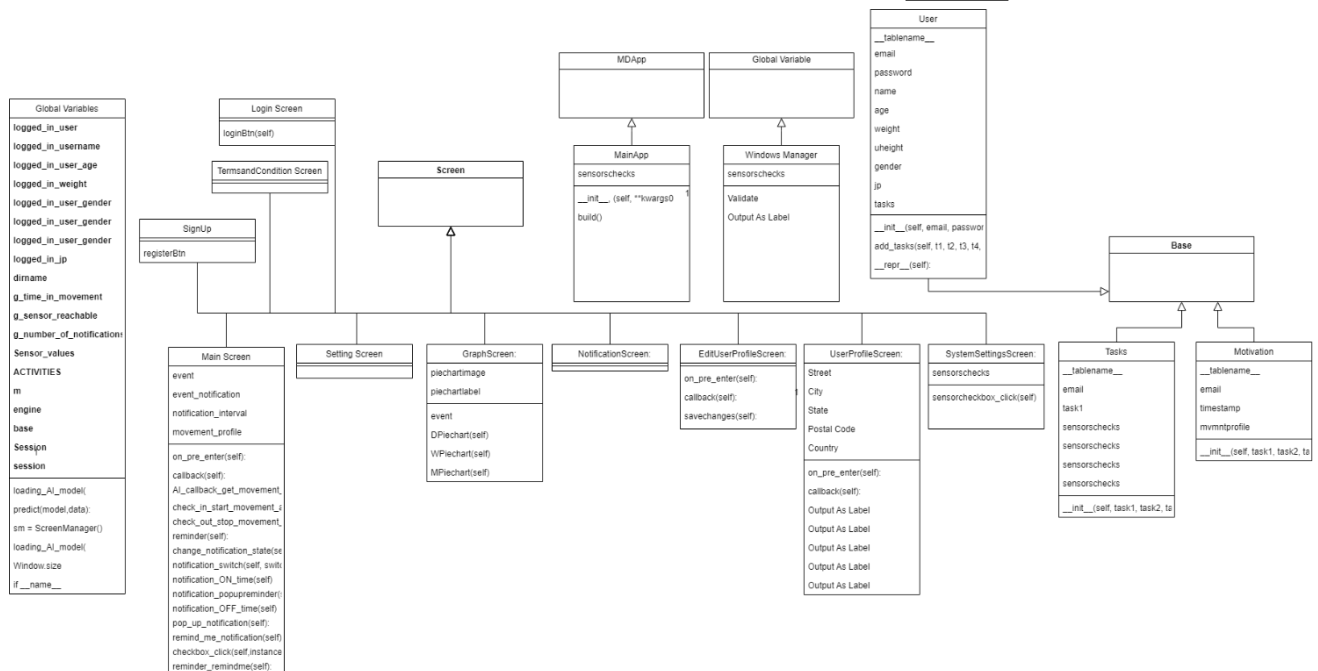 Global Variables
logged_in_user
logged_in_username
logged_in_user_age
logged_in_weight
logged_in_user_gender
logged_in_user_gender
logged_in_user_gender
logged_in_jp
dirname
g_time_in_movement
g_sensor_reachable
g_number_of_notifications
Sensor_values
ACTIVITIES
m
engine
base
Session
session
loading_AI_model(
predict(model,data):
sm = ScreenManager()
loading_AI_model(
Window.size
if __name__
Login Screen
loginBtn(self)
TermsandCondition Screen
SignUp
registerBtn
Screen
MDApp
MainApp
sensorschecks
__init__, (self, **kwargs0
1
build()
Global Variable
Windows Manager
sensorschecks
Validate
Output As Label
User
__tablename__
email
password
name
age
weight
uheight
gender
jp
tasks
__init__(self, email, passwor
add_tasks(self, t1, t2, t3, t4,
__repr__(self):
Base
Main Screen
event
event_notification
notification_interval
movement_profile
on_pre_enter(self):
callback(self):
AI_callback_get_movement_
check_in_start_movement_a
check_out_stop_movement_
reminder(self):
change_notification_state(se
notification_switch(self, switc
notification_ON_time(self)
notification_popupreminder(s
notification_OFF_time(self)
pop_up_notification(self):
remind_me_notification(self)
checkbox_click(self,instance
reminder_remindme(self):
Setting Screen
GraphScreen:
piechartimage
piechartlabel
event
DPiechart(self)
WPiechart(self)
MPiechart(self)
NotificationScreen:
EditUserProfileScreen:
on_pre_enter(self):
callback(self):
savechanges(self):
UserProfileScreen:
Street
City
State
Postal Code
Country
on_pre_enter(self):
callback(self):
Output As Label
Output As Label
Output As Label
Output As Label
Output As Label
SystemSettingsScreen:
sensorschecks
sensorcheckbox_click(self)
Tasks
__tablename__
email
task1
sensorschecks
sensorschecks
sensorschecks
sensorschecks
__init__(self, task1, task2, ta
Motivation
__tablename__
email
timestamp
mvmntprofile
__init__(self, task1, task2, ta